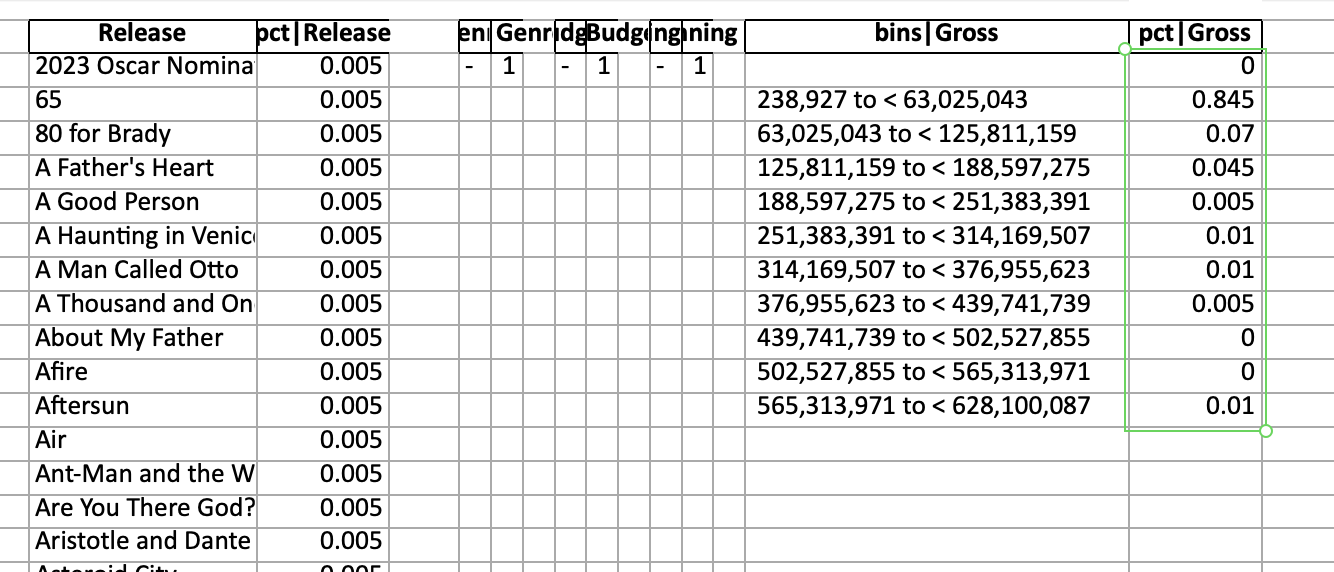 Release pct|Release en Genr idg Budge ing ning bins|Gross pct|Gross
2023 Oscar Nomina 0.005 - 1 - 1 - 1 0
65 0.005 238,927 to < 63,025,043 0.845
80 for Brady 0.005 63,025,043 to < 125,811,159 0.07
A Father's Heart 0.005 125,811,159 to < 188,597,275 0.045
A Good Person 0.005 188,597,275 to < 251,383,391 0.005
A Haunting in Venic 0.005 251,383,391 to < 314,169,507 0.01
A Man Called Otto 0.005 314,169,507 to < 376,955,623 0.01
A Thousand and On 0.005 376,955,623 to < 439,741,739 0.005
About My Father 0.005 439,741,739 to < 502,527,855 0
Afire 0.005 502,527,855 to < 565,313,971 0
Aftersun 0.005 565,313,971 to < 628,100,087 0.01
Air 0.005
Ant-Man and the W 0.005
Are You There God? 0.005
Aristotle and Dante 0.005
Asteroid City 0.005